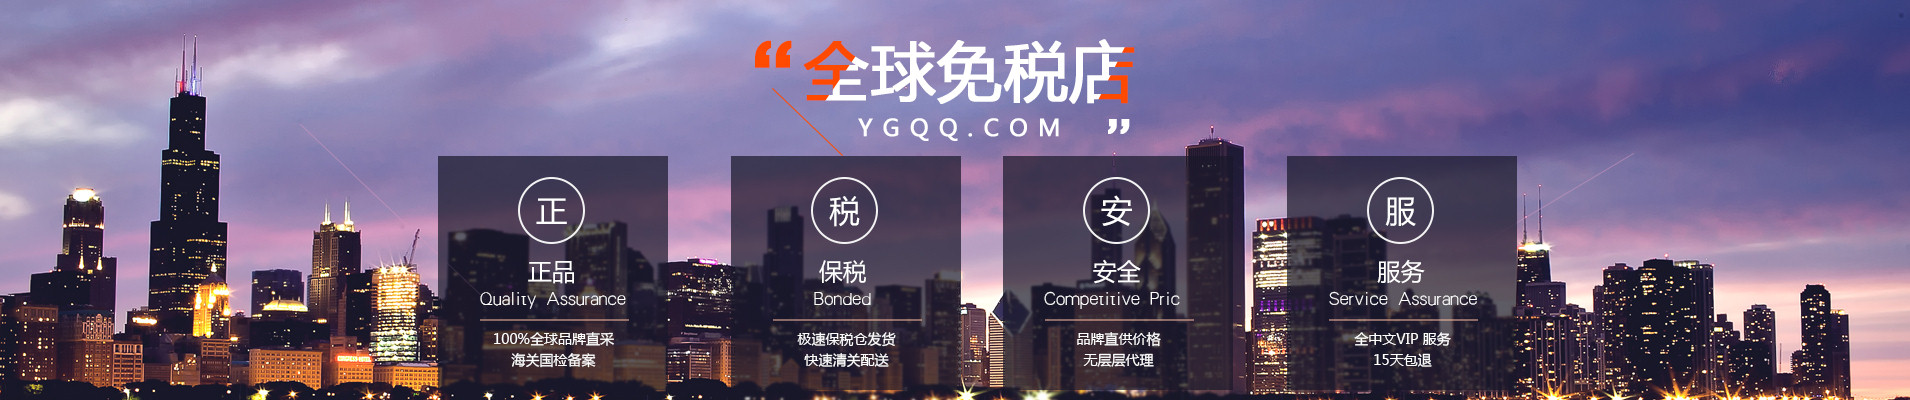 “全球免税店
YGQQ.COM ”
正
正品
Quality Assurance
100%全球品牌直采
海关国检备案
税
保税
Bonded
极速保税仓发货
快速清关配送
安
安全
Competitive Pric
品牌直供价格
无层层代理
服
服务
Service Assurance
全中文VIP 服务
15天包退